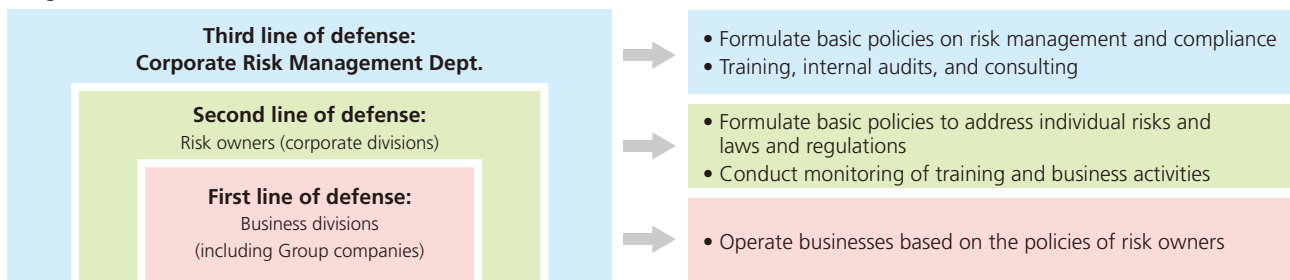 Third line of defense:
Corporate Risk Management Dept.
• Formulate basic policies on risk management and compliance
• Training, internal audits, and consulting
Second line of defense:
Risk owners (corporate divisions)
• Formulate basic policies to address individual risks and
laws and regulations
• Conduct monitoring of training and business activities
First line of defense:
Business divisions
(including Group companies)
• Operate businesses based on the policies of risk owners